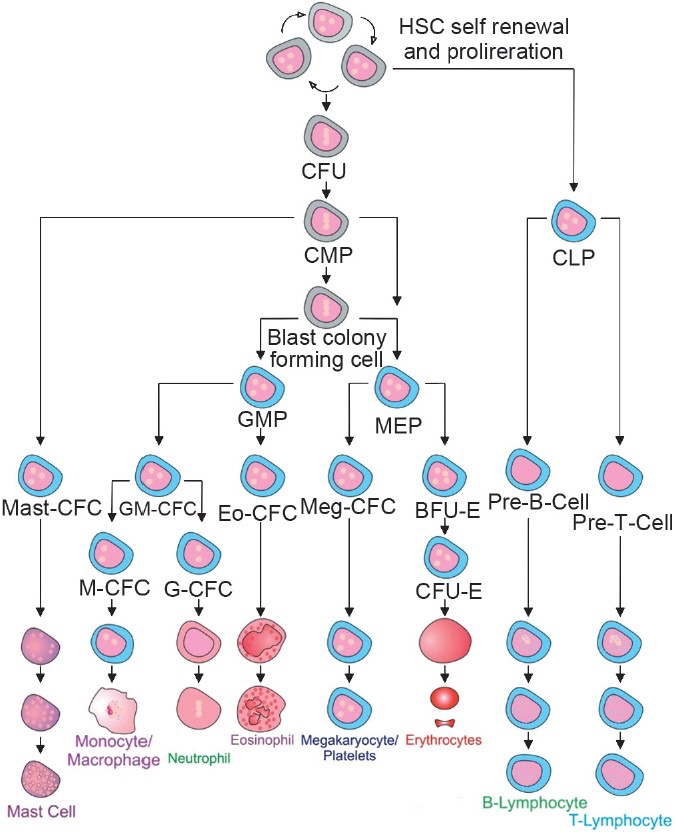 HSC self renewal
and prolireration
CFU
CMP
CLP
Blast colony
forming cell
GMP
MEP
Mast-CFC
GM-CFC
Eo-CFC
Meg-CFC
BFU-E
Pre-B-Cell
Pre-T-Cell
M-CFC
G-CFC
CFU-E
Monocyte/
Macrophage
Neutrophil
Eosinophil
Megakaryocyte/
Platelets
Erythrocytes
Mast Cell
B-Lymphocyte
T-Lymphocyte